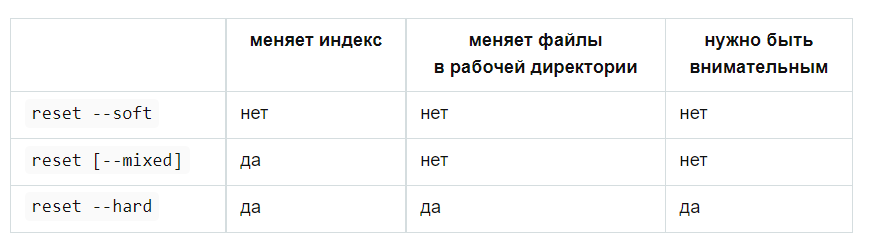 меняет индекс
меняет файлы
в рабочей директории
нужно быть
внимательным
reset --soft нет нет нет
reset [--mixed] да нет нет
reset --hard да да да